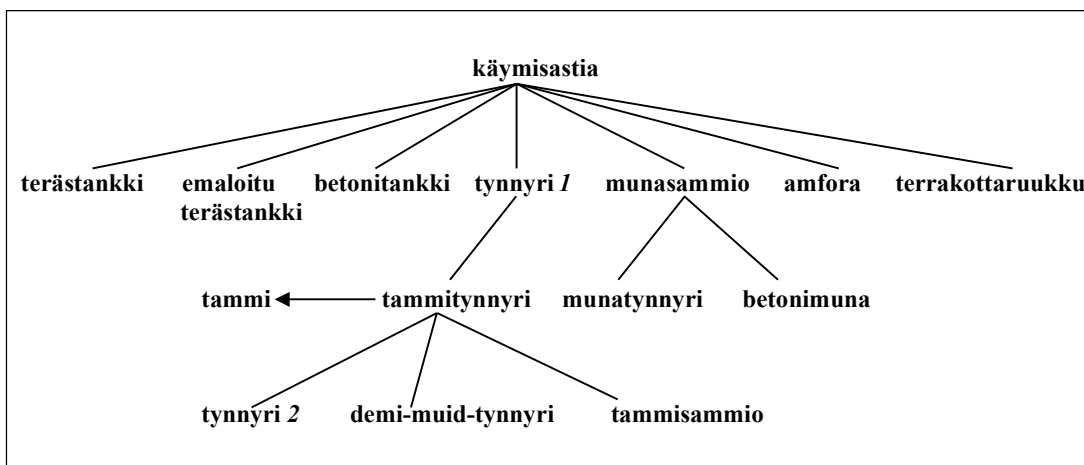 käymisastia
terästankki emaloitu betonitankki tynnyri 1 munasammio amfora terrakottaruukku
terästankki
tammi tammitynnyri munatynnyri betonimuna
tynnyri 2 demi-muid-tynnyri tammisammio